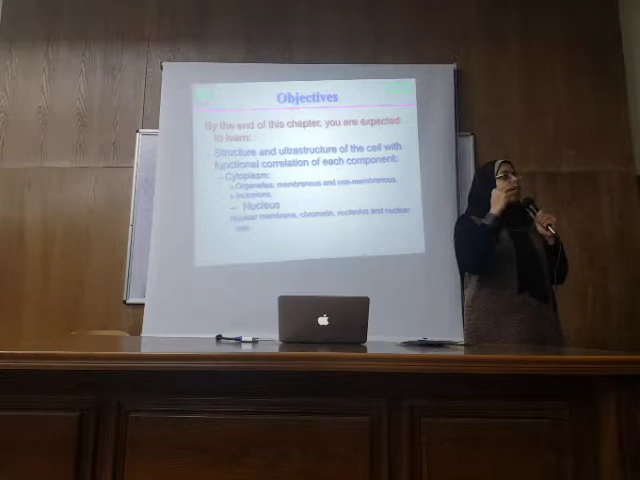 Objectives
By the end of this chapter, you are expected
to learn:
Structure and ultrastructure of the cell with
functional correlation of each component:
– Cytoplasm:
Organelles: membranous and non-membranous.
Inclusions.
– Nucleus
Nuclear membrane, chromatin, nucleolus and nuclear